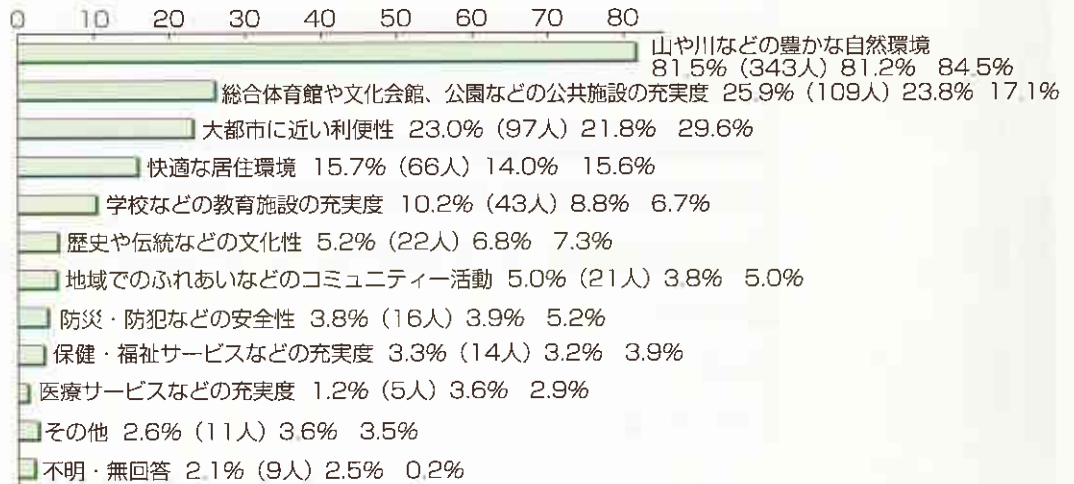 0 10 20 30 40 50 60 70 80
山や川などの豊かな自然環境
81.5%（343人）81.2% 84.5%
総合体育館や文化会館、公園などの公共施設の充実度 25.9%（109人）23.8% 17.1%
大都市に近い利便性 23.0%（97人）21.8% 29.6%
快適な居住環境 15.7%（66人）14.0% 15.6%
学校などの教育施設の充実度 10.2%（43人）8.8% 6.7%
歴史や伝統などの文化性 5.2%（22人）6.8% 7.3%
地域でのふれあいなどのコミュニティー活動 5.0%（21人）3.8% 5.0%
防災・防犯などの安全性 3.8%（16人）3.9% 5.2%
保健・福祉サービスなどの充実度 3.3%（14人）3.2% 3.9%
医療サービスなどの充実度 1.2%（5人）3.6% 2.9%
その他 2.6%（11人）3.6% 3.5%
不明・無回答 2.1%（9人）2.5% 0.2%